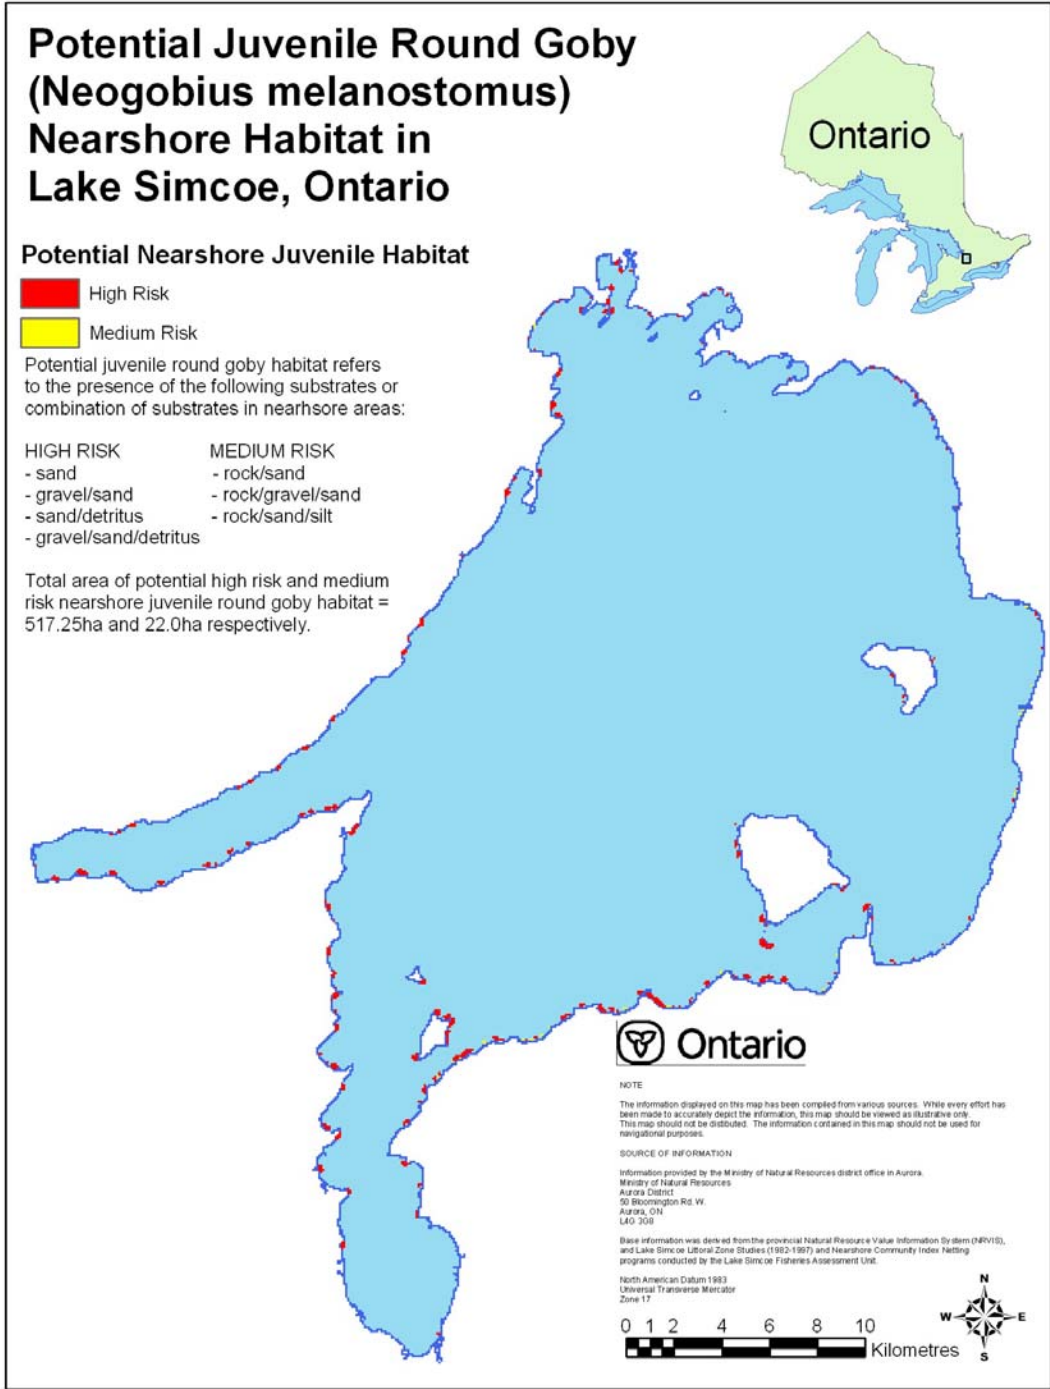 Potential Juvenile Round Goby
(Neogobius melanostomus)
Nearshore Habitat in
Lake Simcoe, Ontario
Ontario
Potential Nearshore Juvenile Habitat
High Risk
Medium Risk
Potential juvenile round goby habitat refers
to the presence of the following substrates or
combination of substrates in nearhsore areas:
HIGH RISK
- sand
- gravel/sand
- sand/detritus
- gravel/sand/detritus
MEDIUM RISK
- rock/sand
- rock/gravel/sand
- rock/sand/silt
Total area of potential high risk and medium
risk nearshore juvenile round goby habitat =
517.25ha and 22.0ha respectively.
Ontario
NOTE
The information displayed on this map has been compiled from various sources. While every effort has
been made to accurately depict the information, this map should be viewed as illustrative only.
This map should not be distibuted. The information contained in this map should not be used for
navigational purposes.
SOURCE OF INFORMATION
Information provided by the Ministry of Natural Resources district office in Aurora.
Ministry of Natural Resources
Aurora District
50 Bloomington Rd. W.
Aurora, ON
L4G 3G8
Base information was derived from the provincial Natural Resource Value Information System (NRVIS),
and Lake Simcoe Littoral Zone Studies (1982-1997) and Nearshore Community Index Netting
programs conducted by the Lake Simcoe Fisheries Assessment Unit.
North American Datum 1983
Universal Transverse Mercator
Zone 17
N
W E
S
0 1 2 4 6 8 10
Kilometres